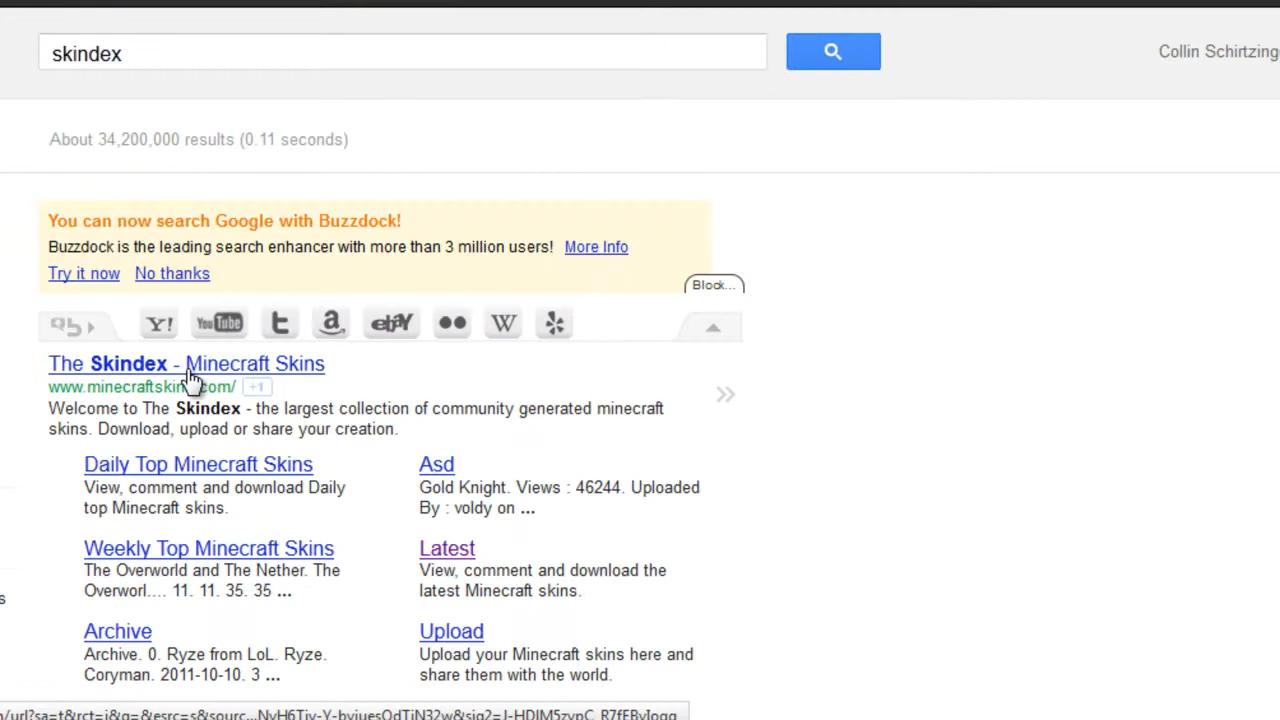 skindex
Collin Schirtzing
About 34,200,000 results (0.11 seconds)
You can now search Google with Buzzdock!
Buzzdock is the leading search enhancer with more than 3 million users! More Info
Try it now No thanks
Block...
Y! YouTube t a ebay W
The Skindex - Minecraft Skins
www.minecraftskin .com/ +1
Welcome to The Skindex - the largest collection of community generated minecraft
skins. Download, upload or share your creation.
Daily Top Minecraft Skins
View, comment and download Daily
top Minecraft skins.
Asd
Gold Knight. Views : 46244. Uploaded
By : voldy on ...
Weekly Top Minecraft Skins
The Overworld and The Nether. The
Overworl.... 11. 11. 35. 35 ...
Latest
View, comment and download the
latest Minecraft skins.
s
Archive
Archive. 0. Ryze from LoL. Ryze.
Coryman. 2011-10-10. 3 ...
Upload
Upload your Minecraft skins here and
share them with the world.